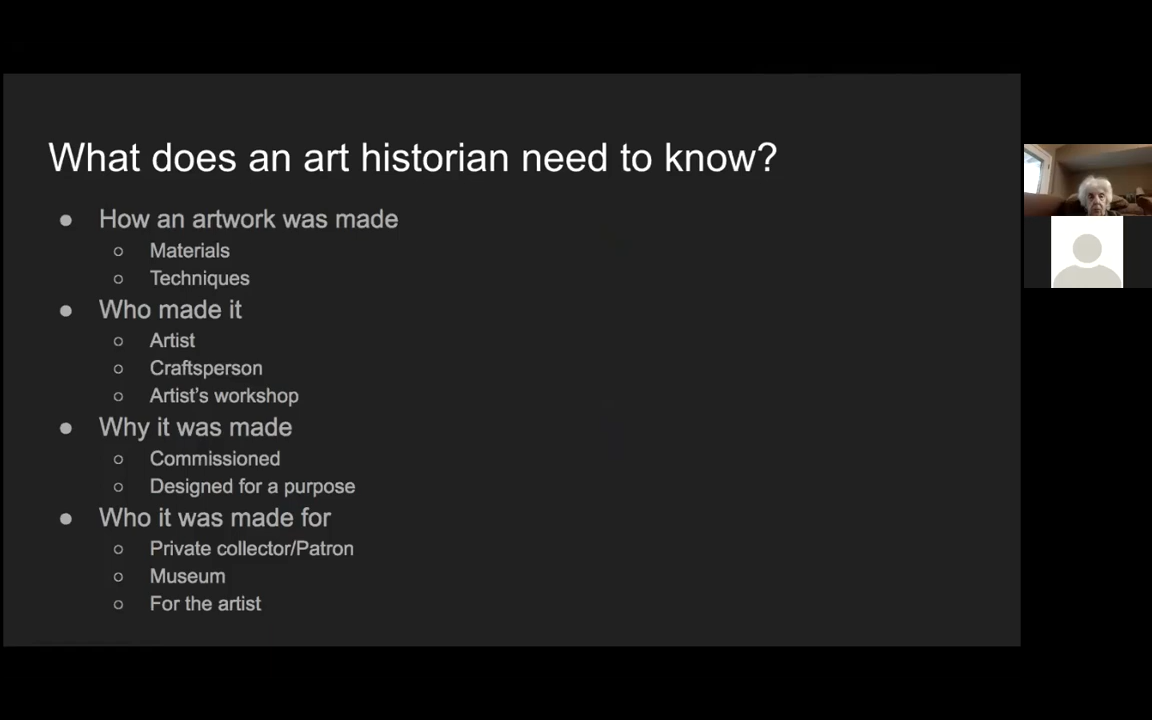 What does an art historian need to know?
● How an artwork was made
○ Materials
○ Techniques
● Who made it
○ Artist
○ Craftsperson
○ Artist’s workshop
● Why it was made
○ Commissioned
○ Designed for a purpose
● Who it was made for
○ Private collector/Patron
○ Museum
○ For the artist